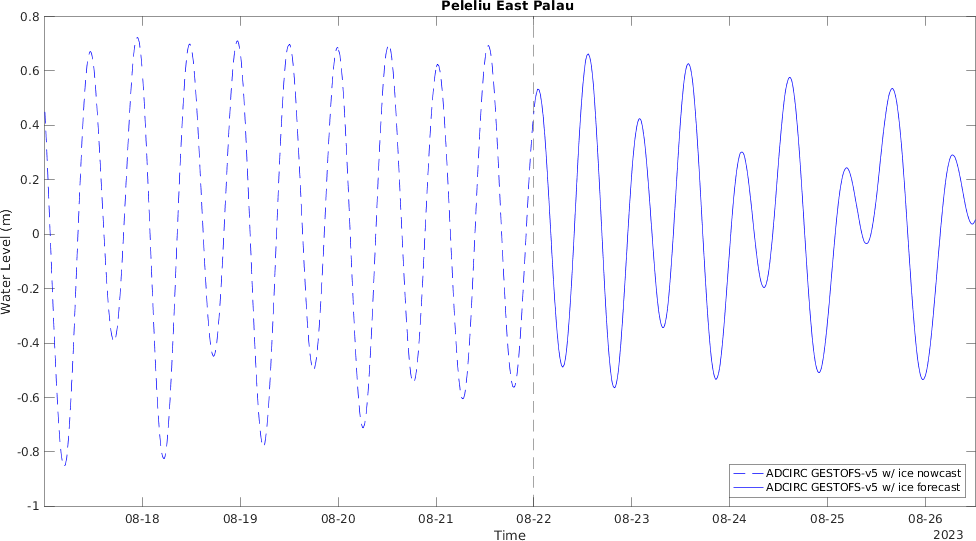 Peleliu East Palau
0.8
0.6
0.4
0.2
0
-0.2
-0.4
-0.6
-0.8
-1
Water Level (m)
ADCIRC GESTOFS-v5 w/ ice nowcast
ADCIRC GESTOFS-v5 w/ ice forecast
08-18 08-19 08-20 08-21 08-22 08-23 08-24 08-25 08-26
Time
2023